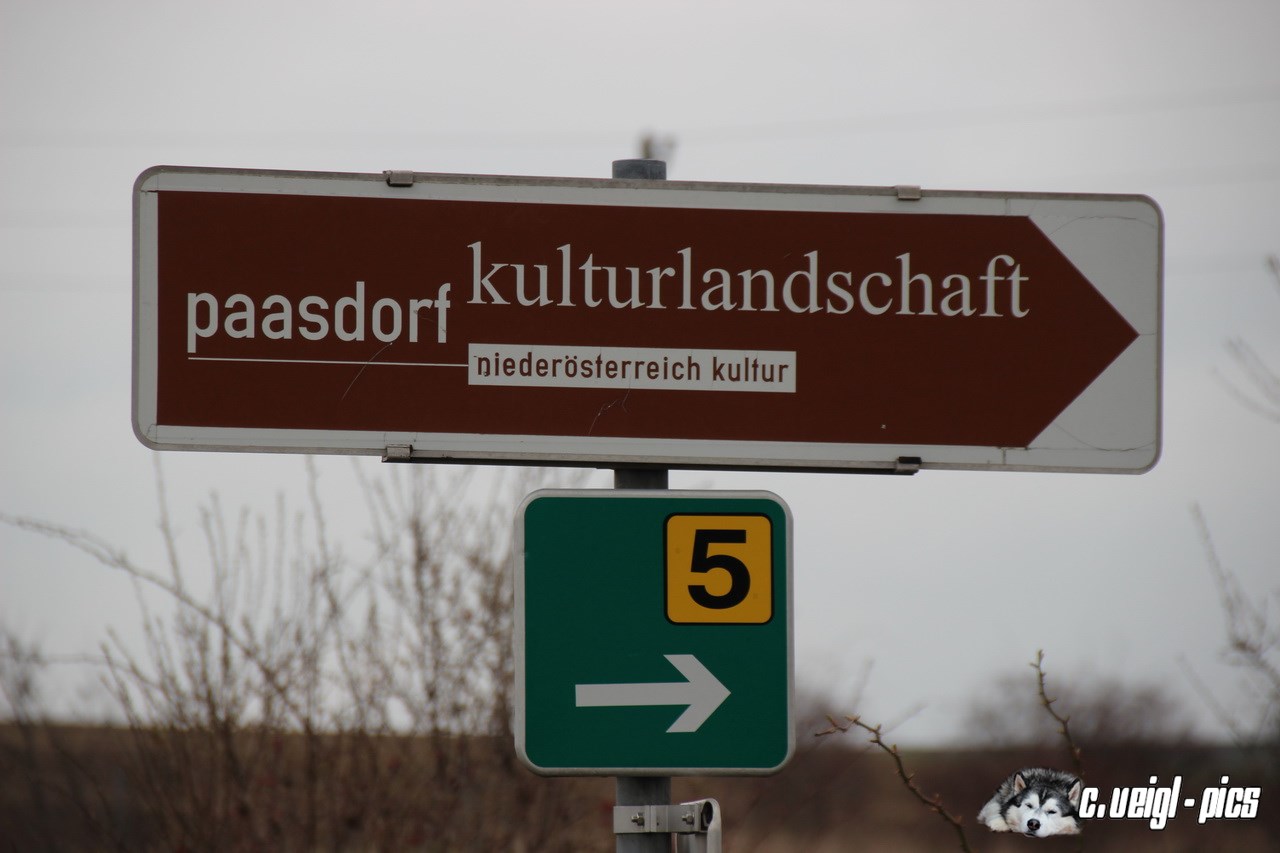 paasdorf kulturlandschaft
niederösterreich kultur
5
c.veigl - pics